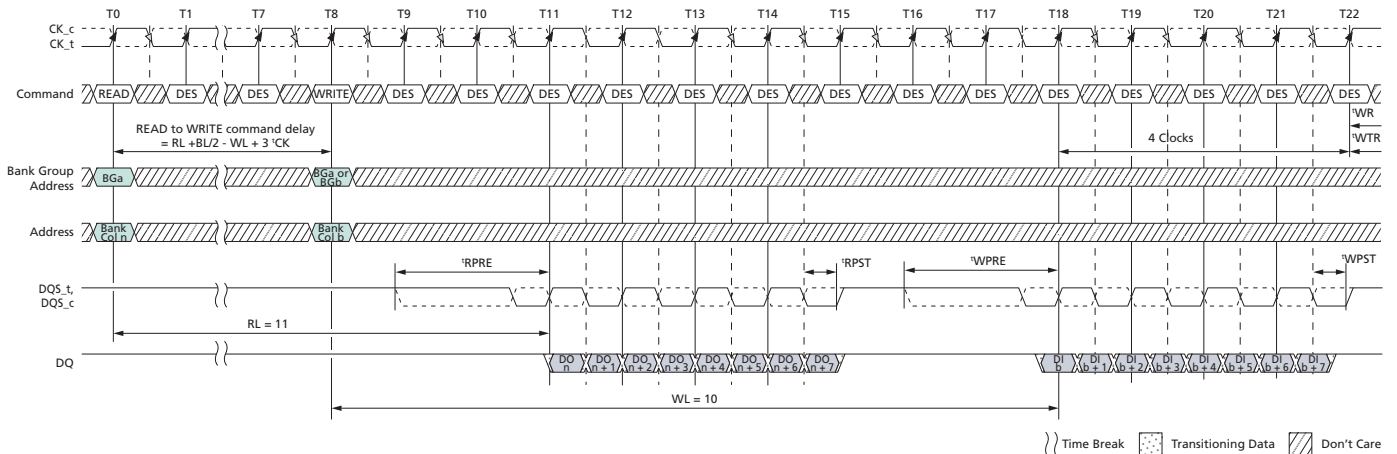 T0 T1 T7 T8 T9 T10 T11 T12 T13 T14 T15 T16 T17 T18 T19 T20 T21 T22
CK_c
CK_t
Command READ DES DES WRITE DES DES DES DES DES DES DES DES DES DES DES DES DES DES
tWR
READ to WRITE command delay
= RL +BL/2 - WL + 3 tCK
4 Clocks
tWTR
Bank Group
Address
BGa
BGa or
BGb
Address
Bank
Col n
Bank
Col b
tRPRE tRPST tWPRE tWPST
DQS_t,
DQS_c
RL = 11
DQ
DO
n
DO
n + 1
DO
n + 2
DO
n + 3
DO
n + 4
DO
n + 5
DO
n + 6
DO
n + 7
DI
b
DI
b + 1
DI
b + 2
DI
b + 3
DI
b + 4
DI
b + 5
DI
b + 6
DI
b + 7
WL = 10
Time Break Transitioning Data Don't Care